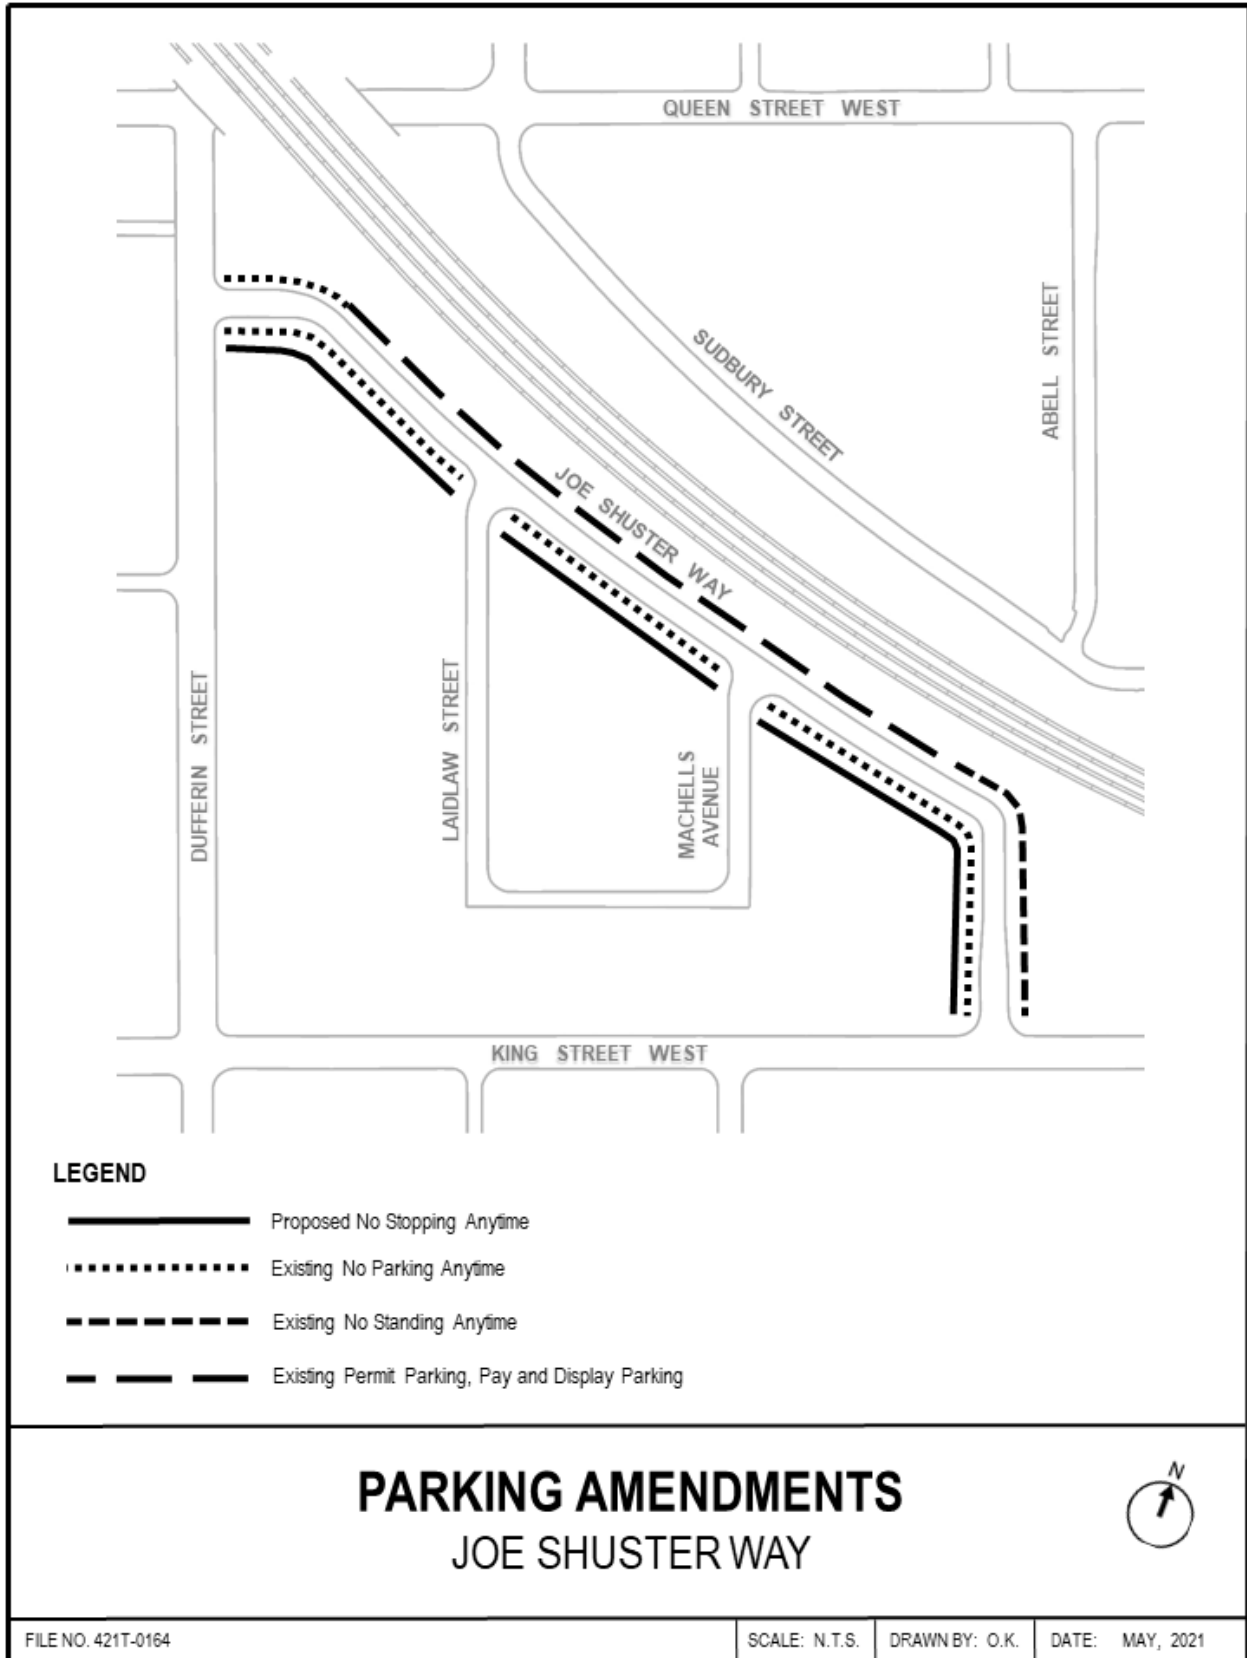 QUEEN STREET WEST
SUDBURY STREET
ABELL STREET
JOE SHUSTER WAY
DUFFERIN STREET
LAIDLAW STREET
MACHELLS
AVENUE
KING STREET WEST
LEGEND
Proposed No Stopping Anytime
Existing No Parking Anytime
Existing No Standing Anytime
Existing Permit Parking, Pay and Display Parking
PARKING AMENDMENTS
JOE SHUSTER WAY
N
FILE NO. 421T-0164
SCALE: N.T.S.
DRAWN BY: O.K.
DATE: MAY, 2021